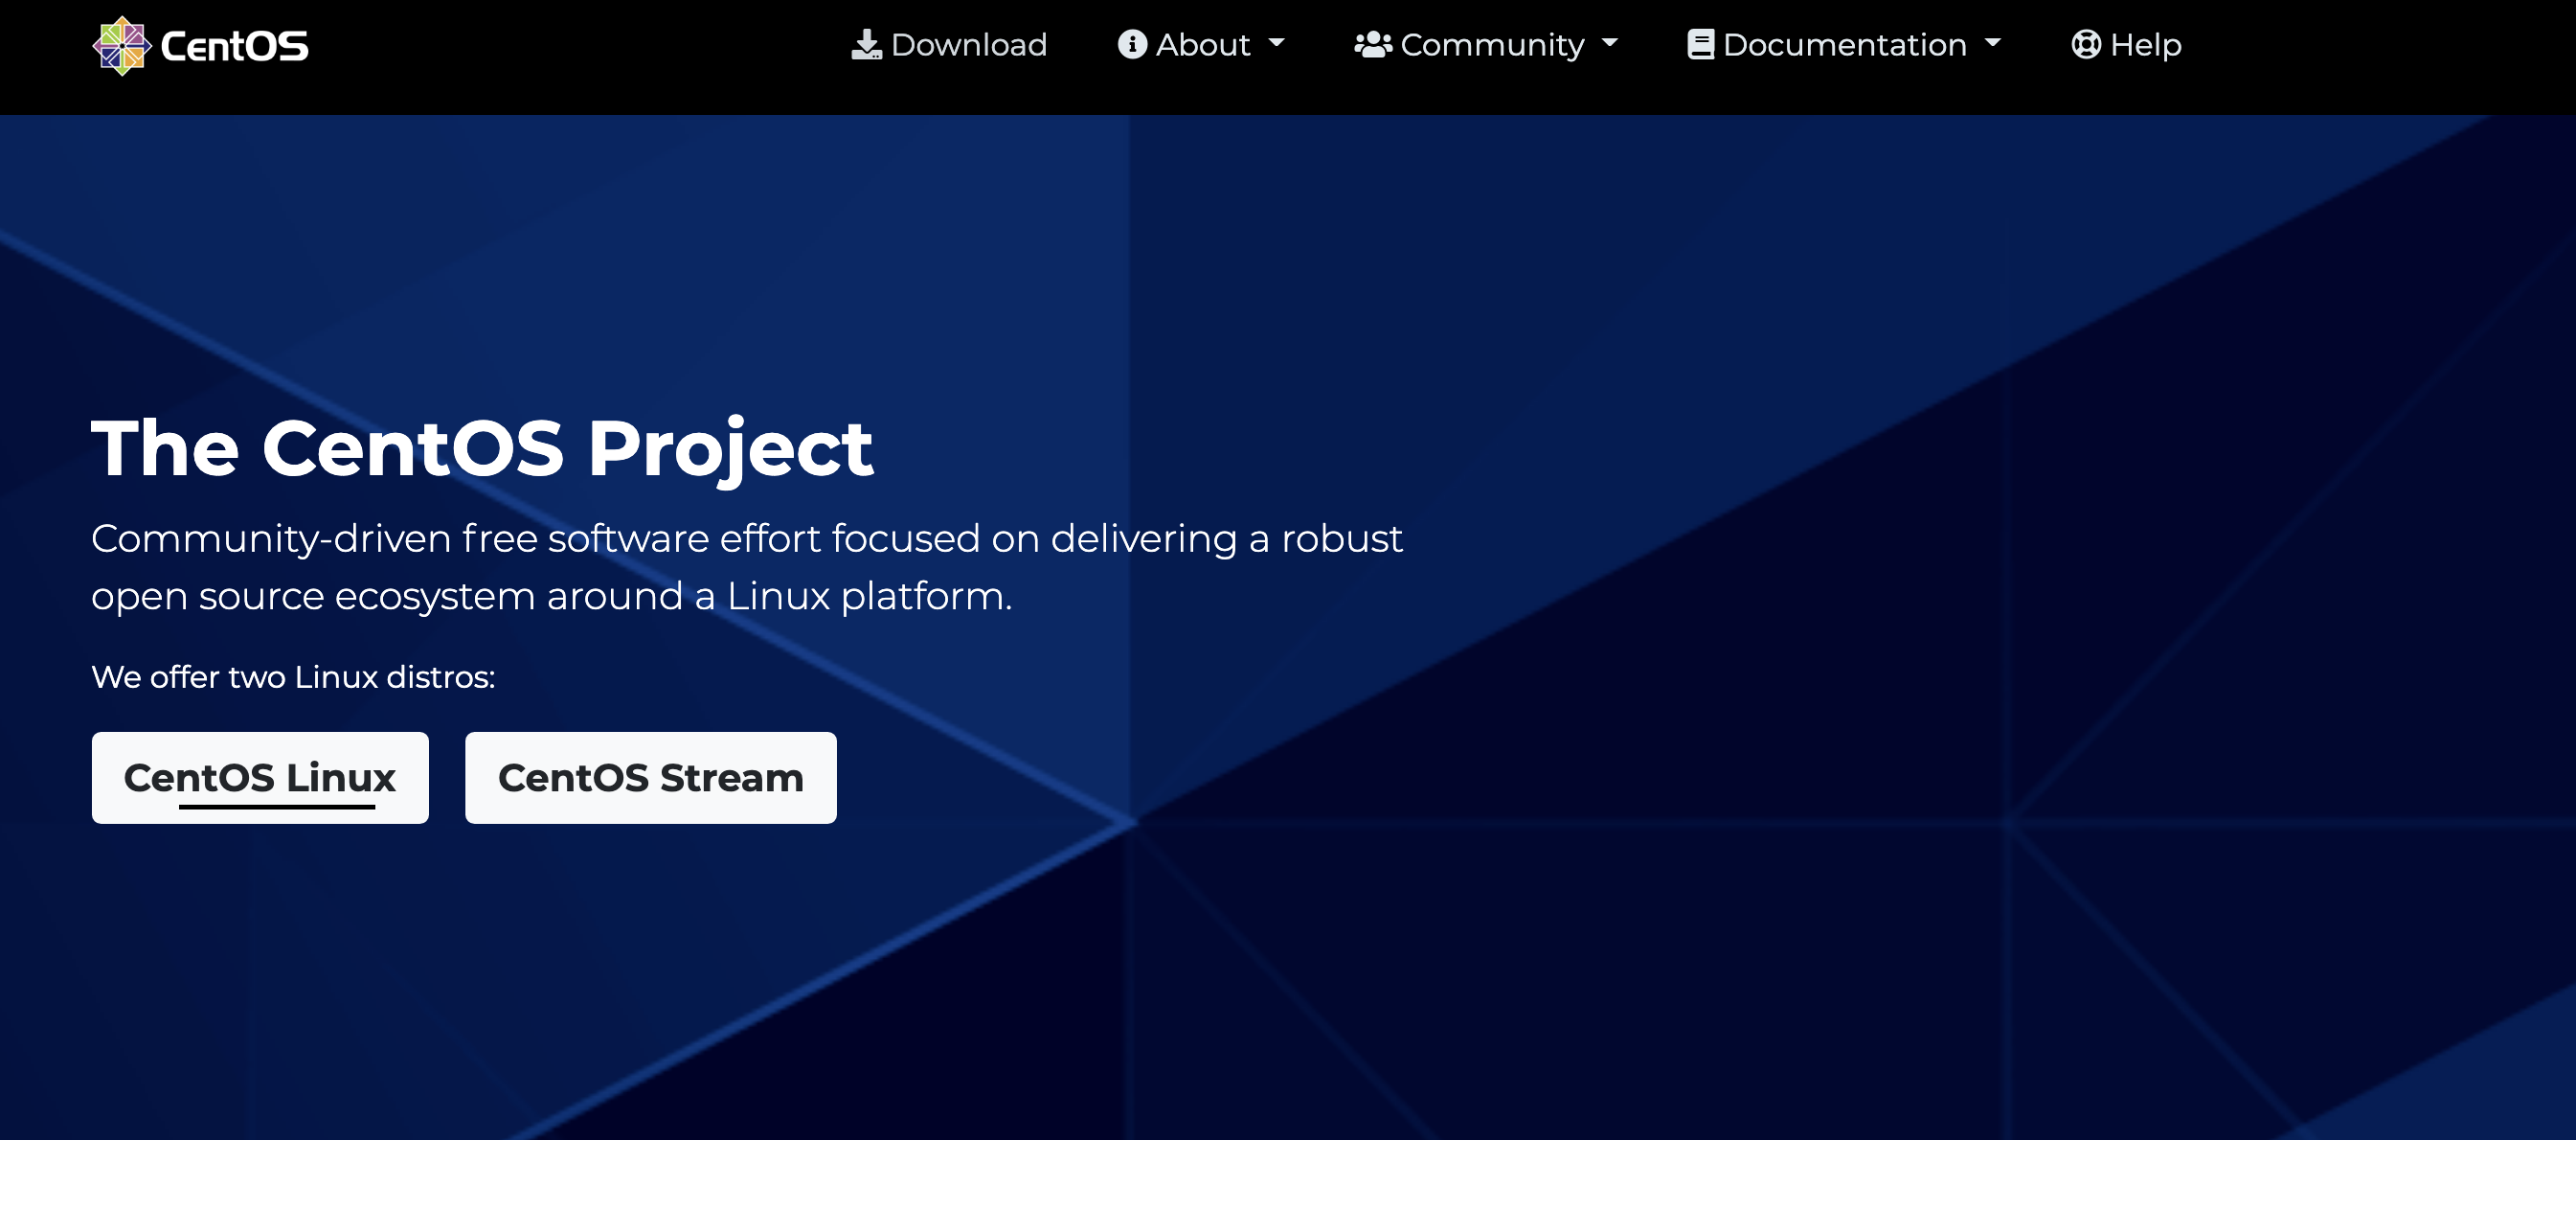 CentOS
Download About Community Documentation Help
The CentOS Project
Community-driven free software effort focused on delivering a robust
open source ecosystem around a Linux platform.
We offer two Linux distros:
CentOS Linux CentOS Stream